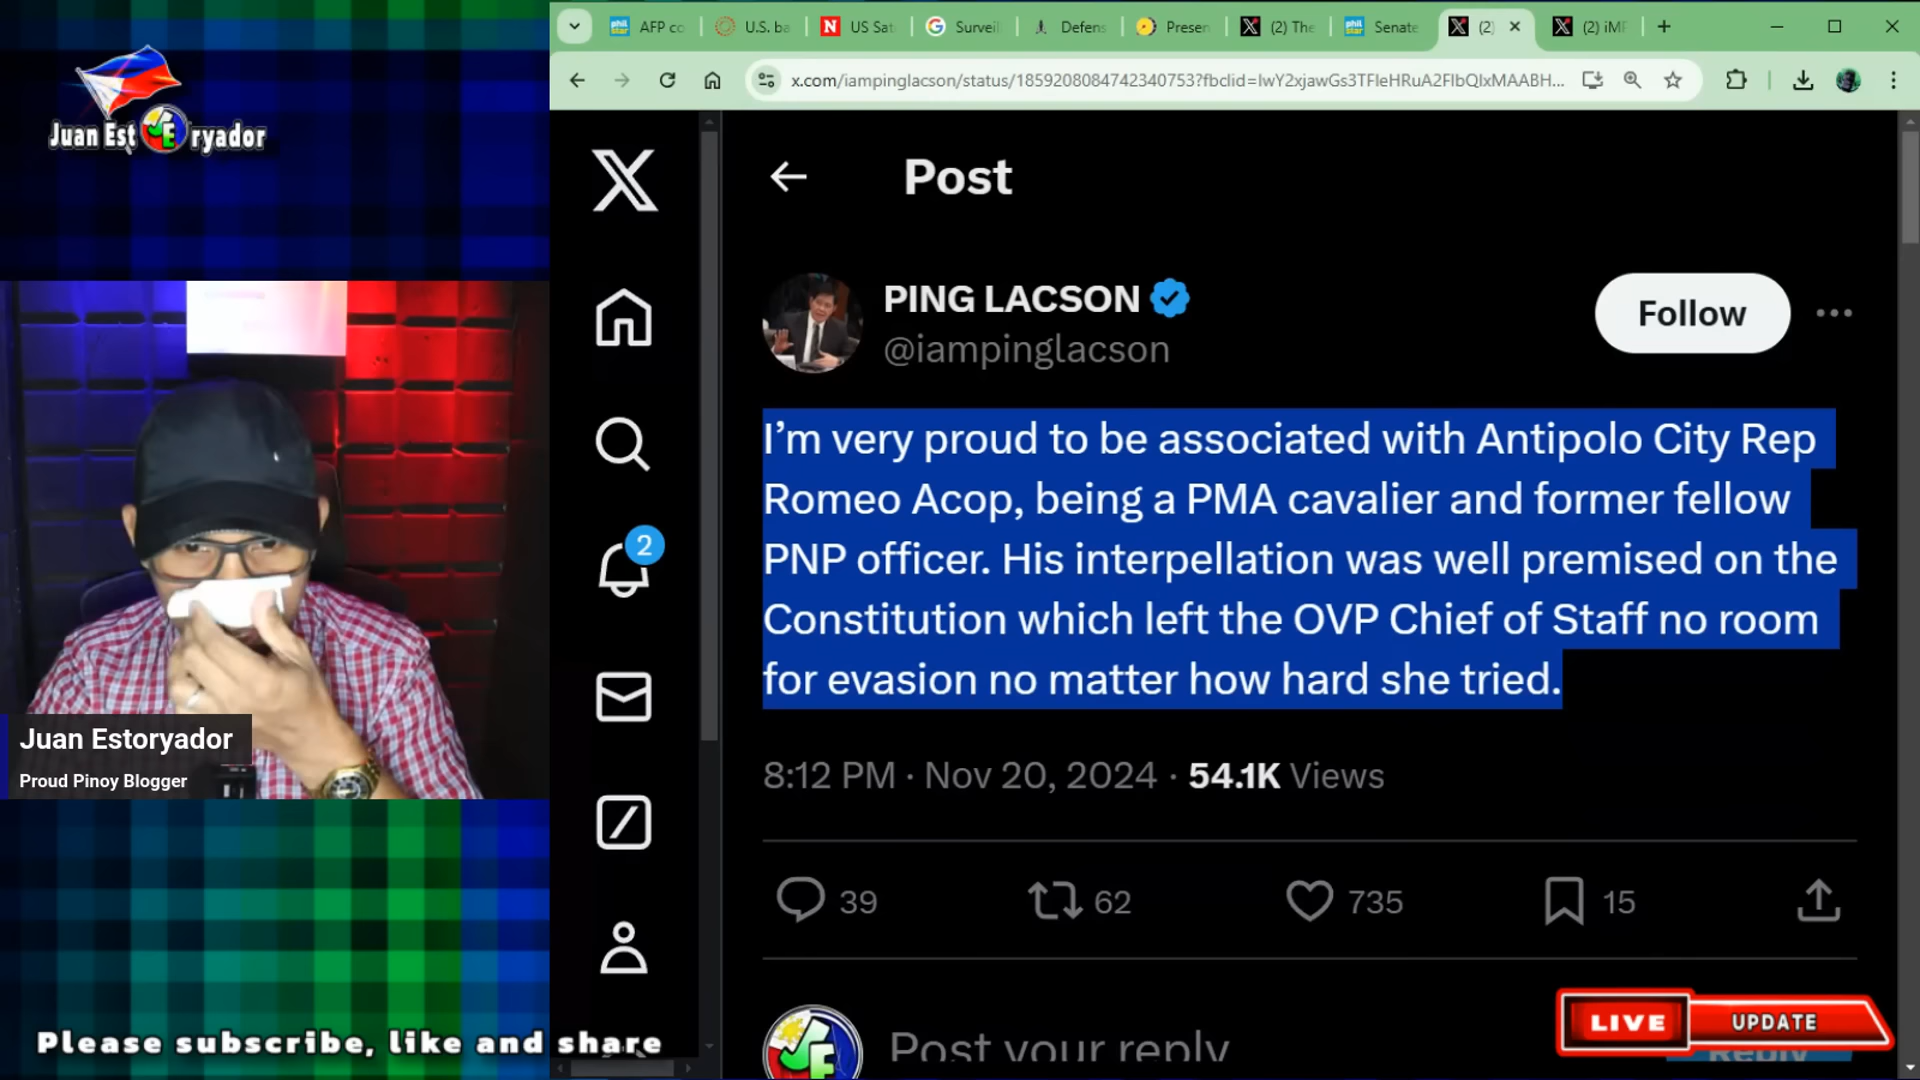 Juan Est ryador
AFP co
U.S. ba
US Sat
Surveil
Defens
Presen
(2) The
Senate
(2)
(2) iMF
x.com/iampinglacson/status/1859208084742340753?fbclid=IwY2xjawGs3TFleHRuA2FlbQIxMAABH...
Post
PING LACSON
@iampinglacson
Follow
I’m very proud to be associated with Antipolo City Rep
Romeo Acop, being a PMA cavalier and former fellow
PNP officer. His interpellation was well premised on the
Constitution which left the OVP Chief of Staff no room
for evasion no matter how hard she tried.
2
8:12 PM · Nov 20, 2024 · 54.1K Views
39
62
735
15
Juan Estoryador
Proud Pinoy Blogger
Post your reply
Reply
LIVE UPDATE
Please subscribe, like and share